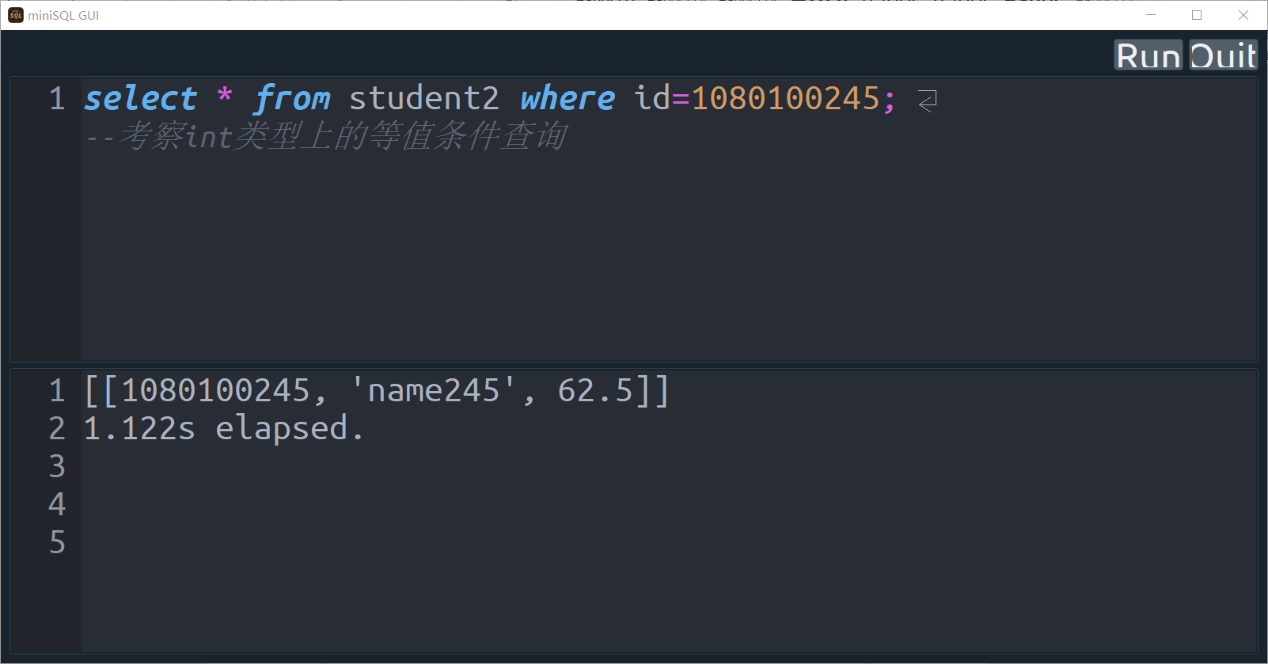 miniSQL GUI
Run Quit
1 select * from student2 where id=1080100245;
--考察int类型上的等值条件查询
1 [[1080100245, 'name245', 62.5]]
2 1.122s elapsed.
3
4
5